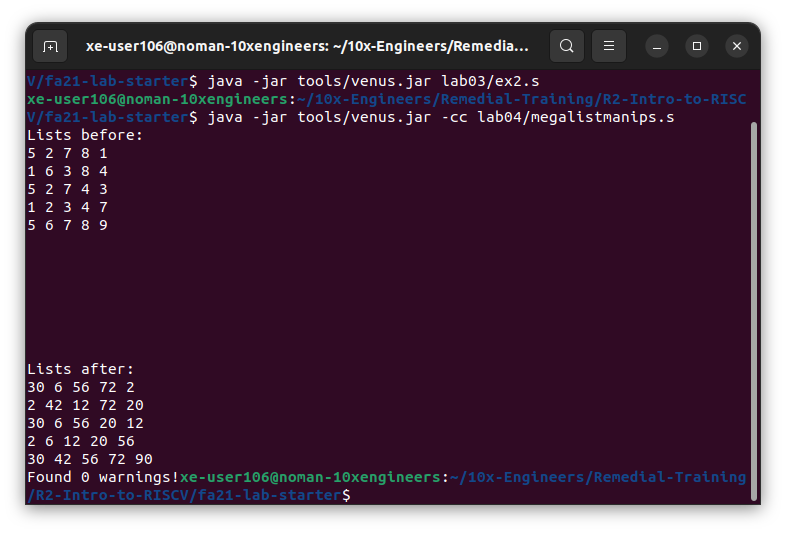 xe-user106@noman-10xengineers: ~/10x-Engineers/Remedia...
V/fa21-lab-starter$ java -jar tools/venus.jar lab03/ex2.s
xe-user106@noman-10xengineers:~/10x-Engineers/Remedial-Training/R2-Intro-to-RISC
V/fa21-lab-starter$ java -jar tools/venus.jar -cc lab04/megalistmanips.s
Lists before:
5 2 7 8 1
1 6 3 8 4
5 2 7 4 3
1 2 3 4 7
5 6 7 8 9
Lists after:
30 6 56 72 2
2 42 12 72 20
30 6 56 20 12
2 6 12 20 56
30 42 56 72 90
Found 0 warnings!xe-user106@noman-10xengineers:~/10x-Engineers/Remedial-Training
/R2-Intro-to-RISCV/fa21-lab-starter$